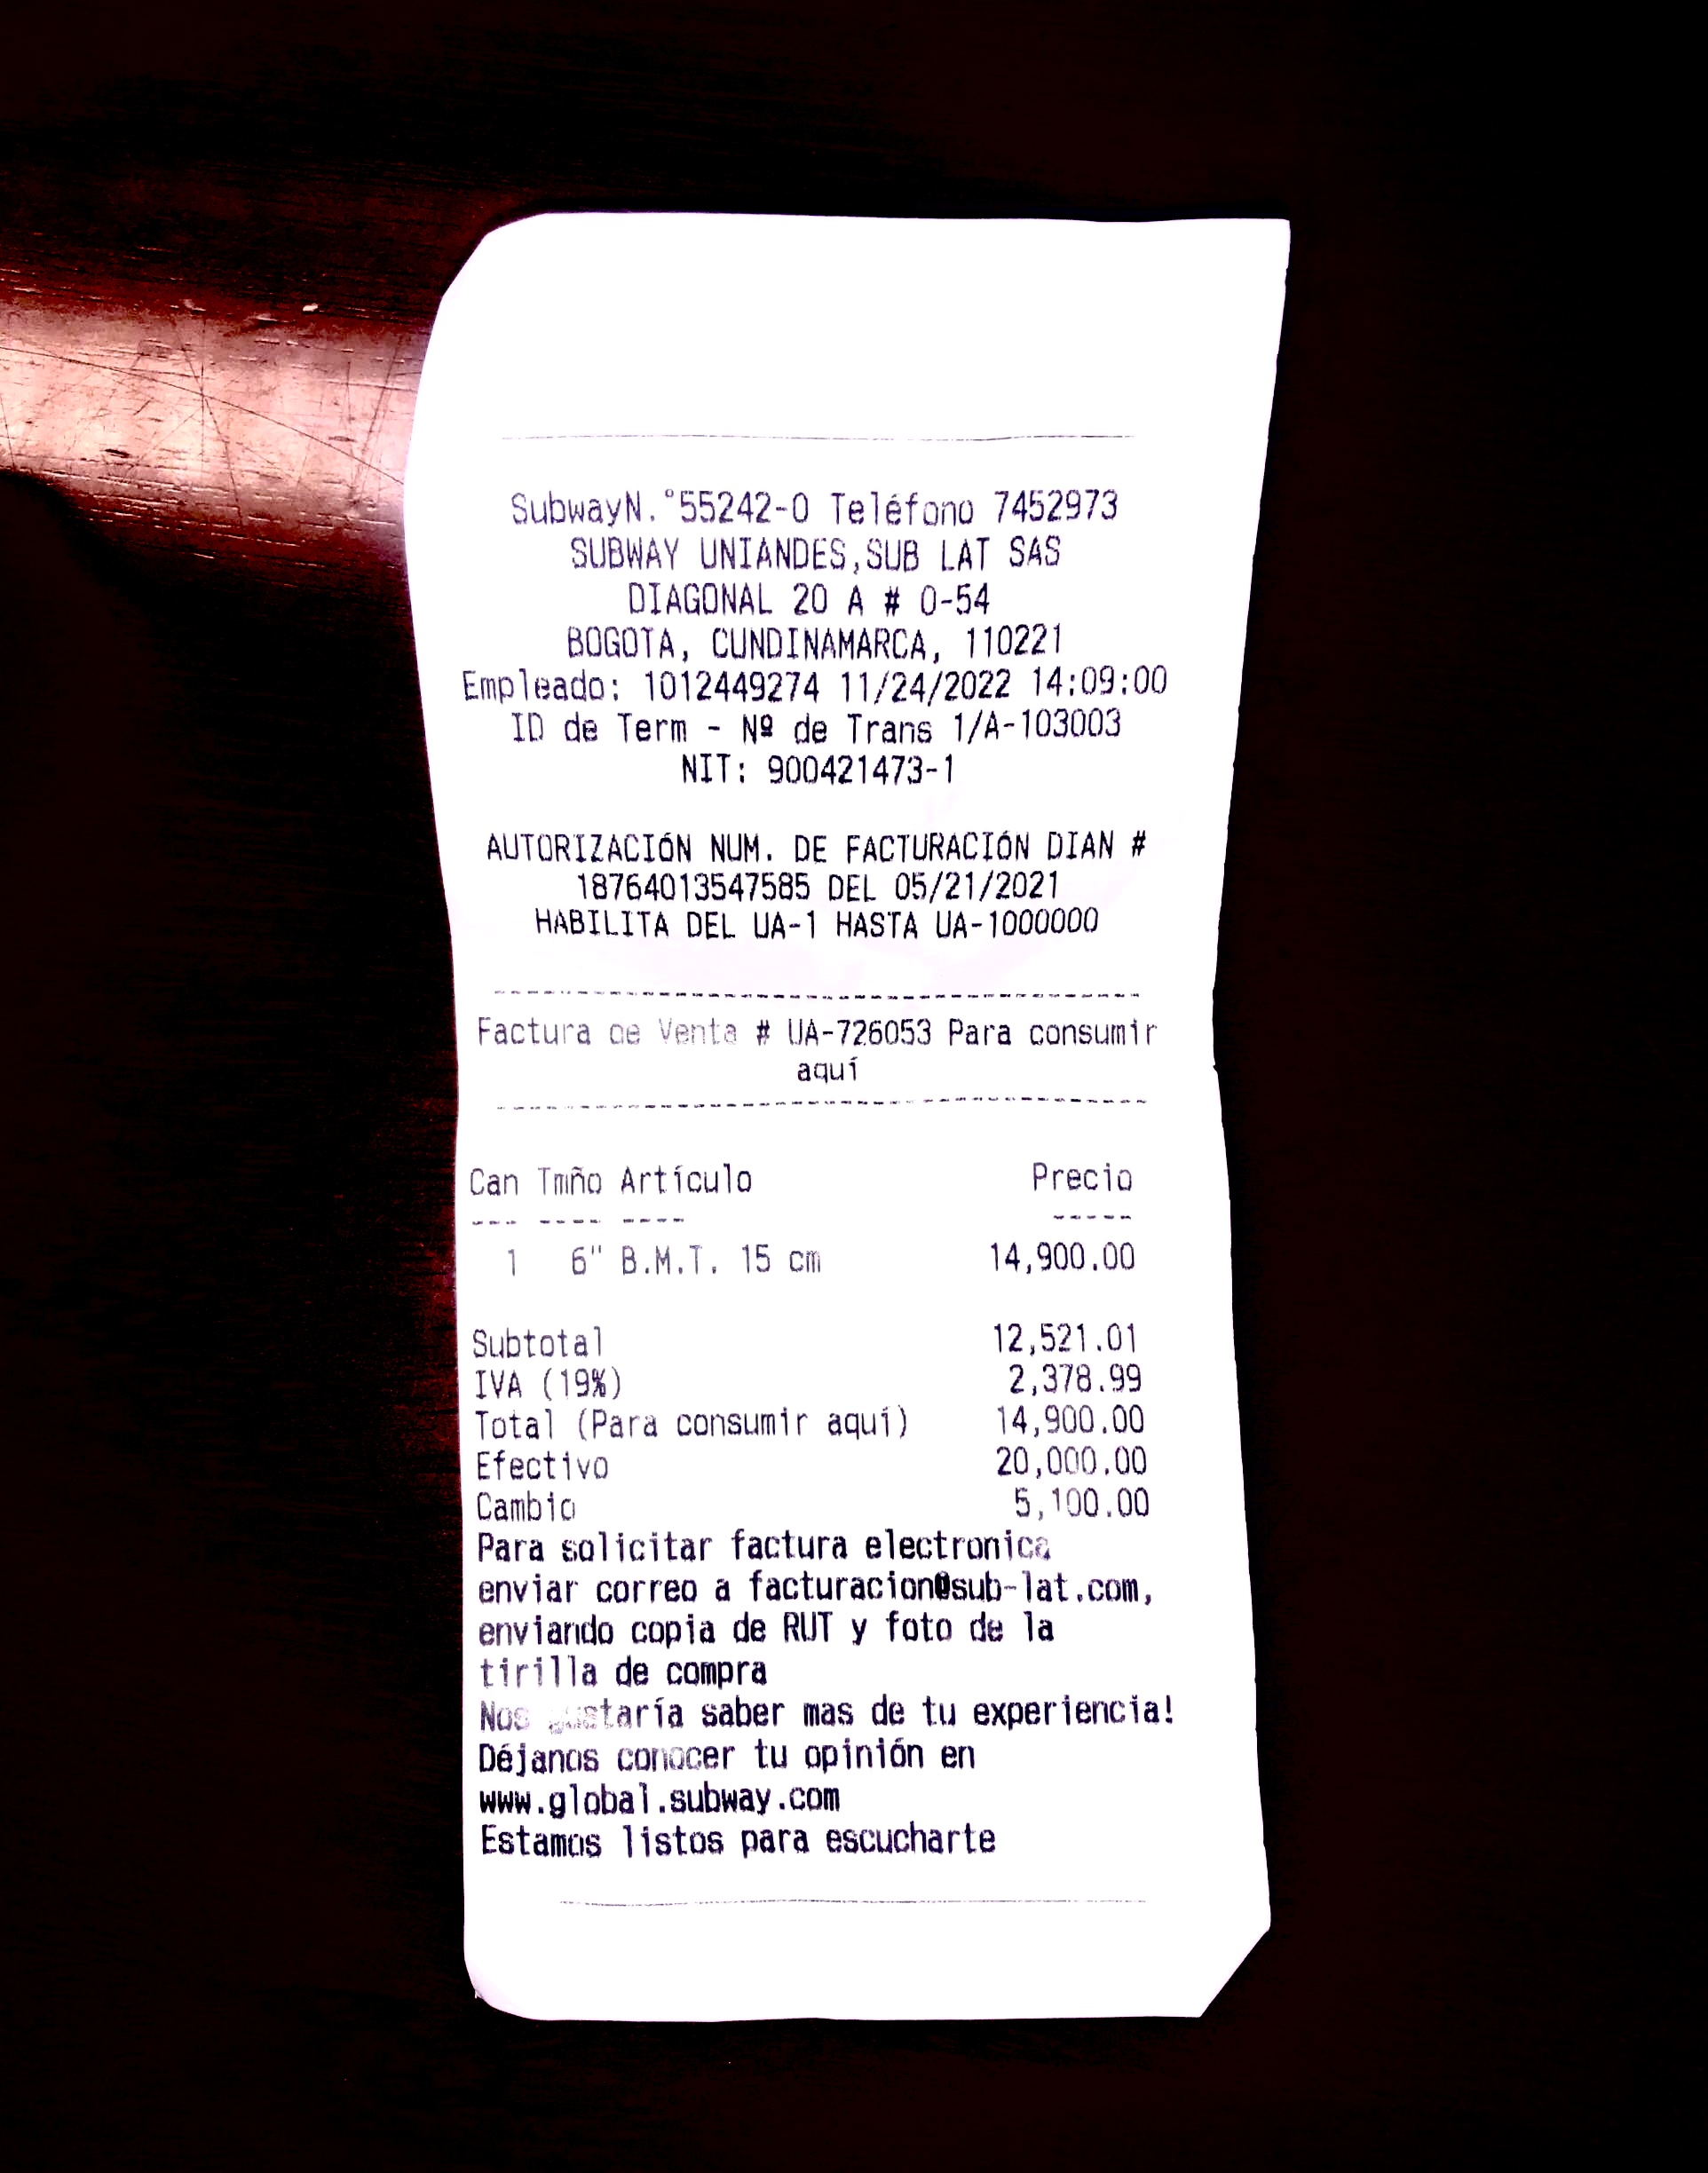 SubwayN.°55242-0 Teléfono 7452973
SUBWAY UNIANDES,SUB LAT SAS
DIAGONAL 20 A # 0-54
BOGOTA, CUNDINAMARCA, 110221
Empleado: 1012449274 11/24/2022 14:09:00
ID de Term - Nº de Trans 1/A-103003
NIT: 900421473-1
AUTORIZACIÓN NUM. DE FACTURACIÓN DIAN #
18764013547585 DEL 05/21/2021
HABILITA DEL UA-1 HASTA UA-1000000
Factura de Venta # UA-726053 Para consumir
aquí
Can Tmño Artículo Precio
1 6" B.M.T. 15 cm 14,900.00
Subtotal 12,521.01
IVA (19%) 2,378.99
Total (Para consumir aquí) 14,900.00
Efectivo 20,000.00
Cambio 5,100.00
Para solicitar factura electronica
enviar correo a facturacion@sub-lat.com,
enviando copia de RUT y foto de la
tirilla de compra
Nos gustaría saber mas de tu experiencia!
Déjanos conocer tu opinión en
www.global.subway.com
Estamos listos para escucharte